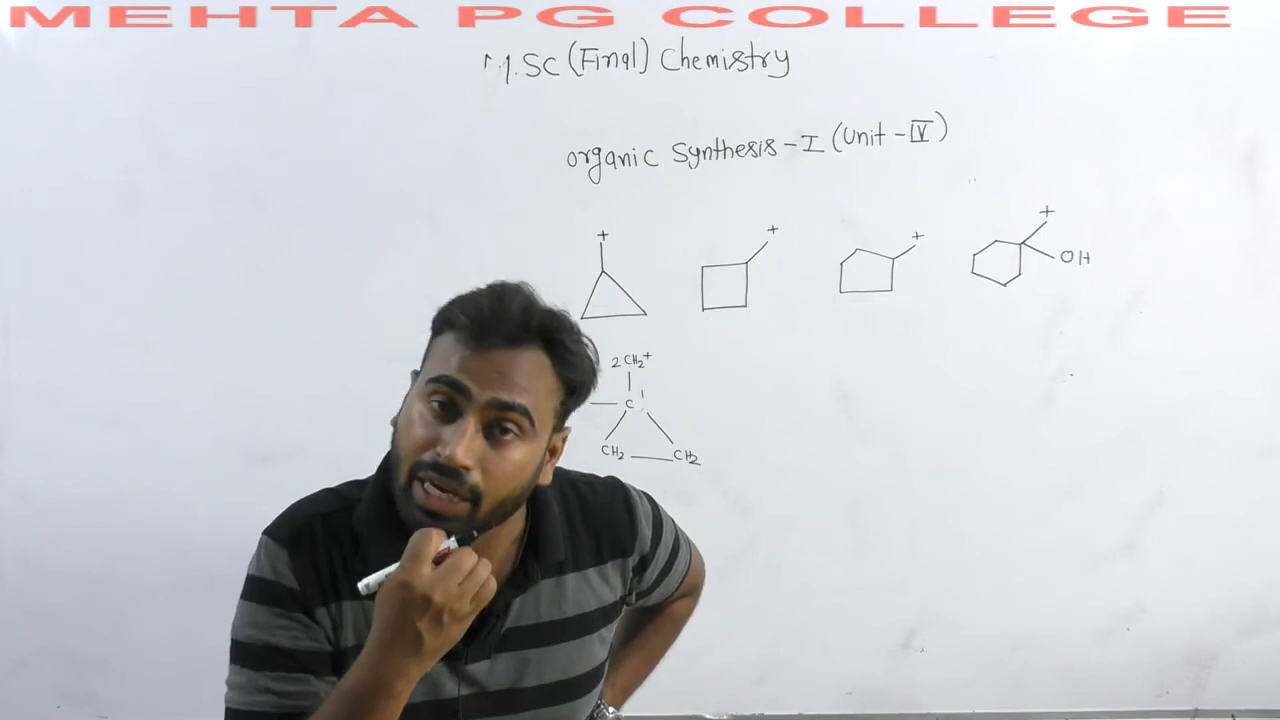 MEHTA PG COLLEGE
M.SC (Final) Chemistry
organic Synthesis - I (Unit - IV)
+ + + +
OH
2 CH2+
C 1
CH2 CH2